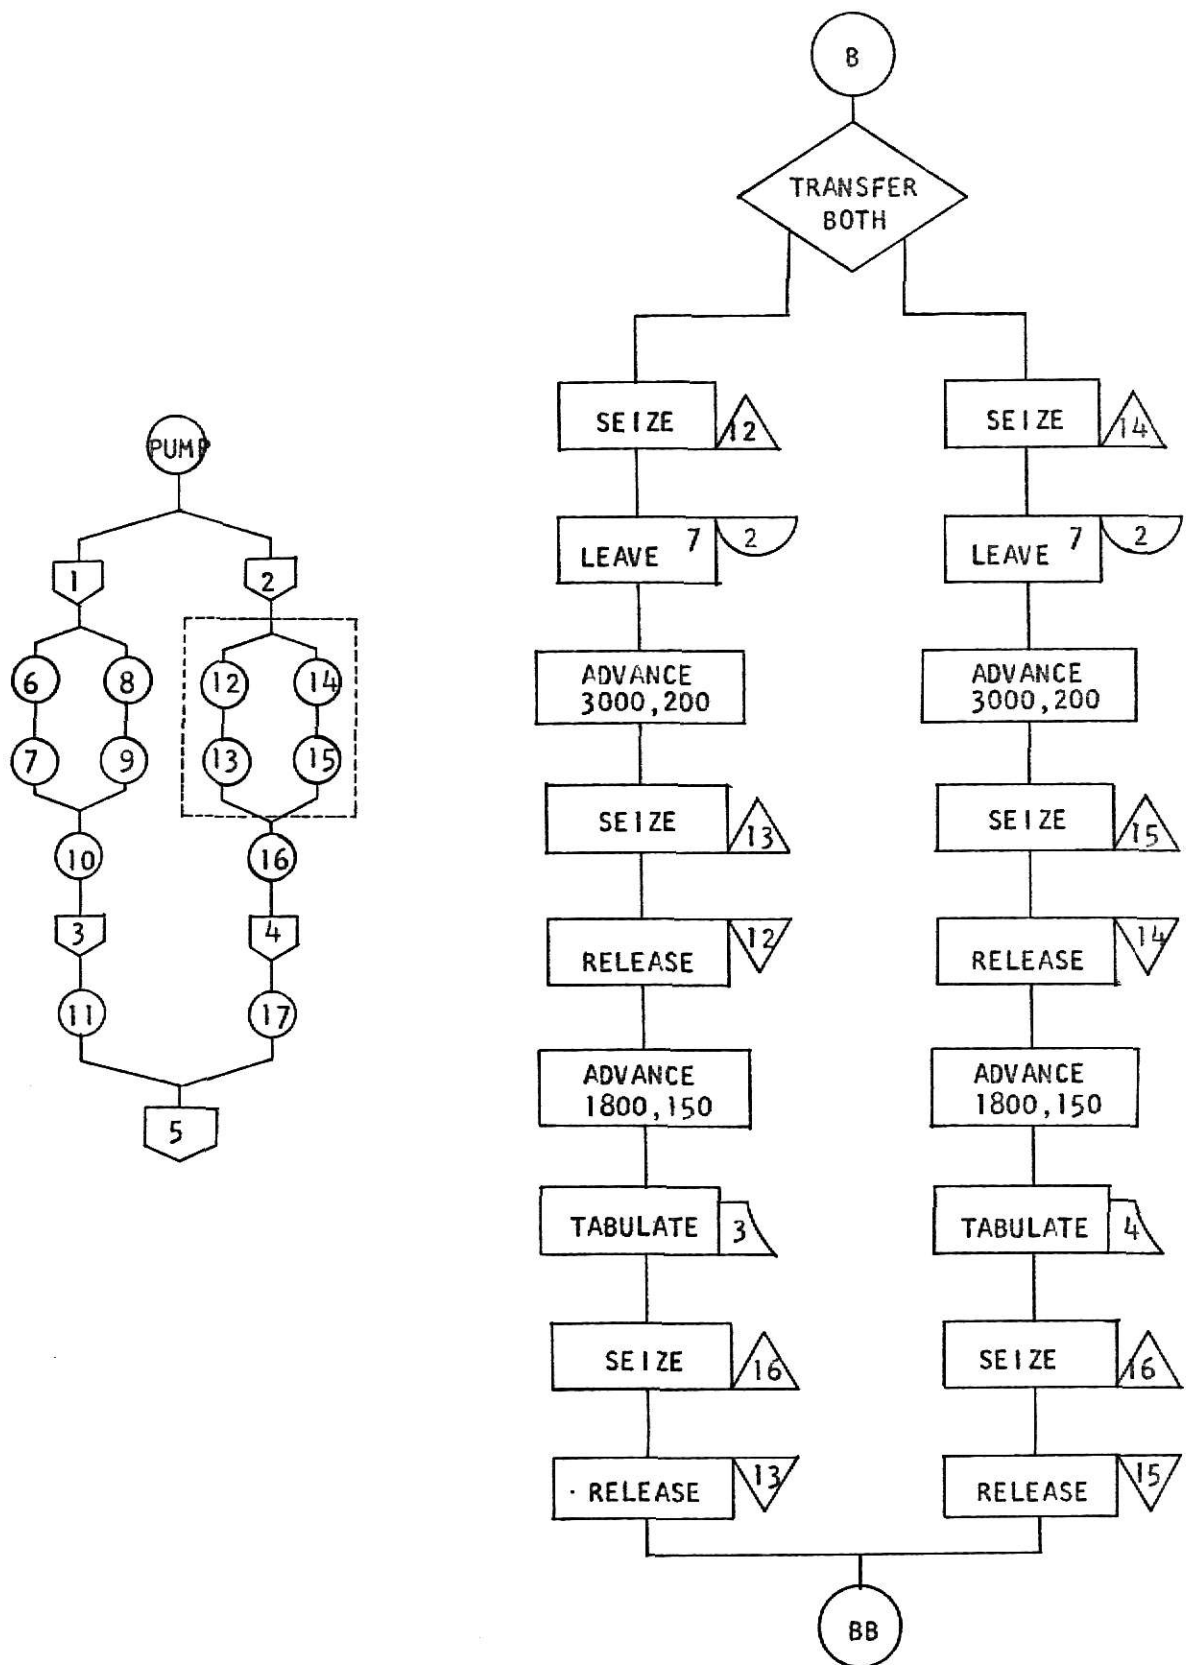 PUMP
1
2
6
8
12
14
7
9
13
15
10
16
3
4
11
17
5
B
TRANSFER
BOTH
SEIZE 12
LEAVE 7 2
ADVANCE
3000,200
SEIZE 13
RELEASE 12
ADVANCE
1800,150
TABULATE 3
SEIZE 16
RELEASE 13
SEIZE 14
LEAVE 7 2
ADVANCE
3000,200
SEIZE 15
RELEASE 14
ADVANCE
1800,150
TABULATE 4
SEIZE 16
RELEASE 15
BB